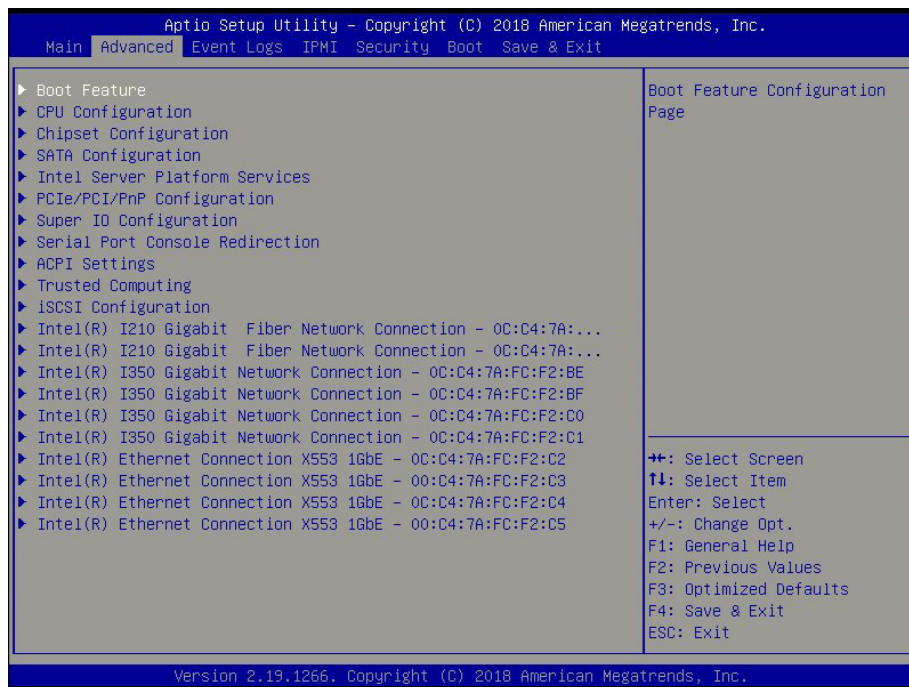 Aptio Setup Utility – Copyright (C) 2018 American Megatrends, Inc.
Main Advanced Event Logs IPMI Security Boot Save & Exit
Boot Feature
CPU Configuration
Chipset Configuration
SATA Configuration
Intel Server Platform Services
PCIe/PCI/PnP Configuration
Super IO Configuration
Serial Port Console Redirection
ACPI Settings
Trusted Computing
iSCSI Configuration
Intel(R) I210 Gigabit  Fiber Network Connection – 0C:C4:7A:...
Intel(R) I210 Gigabit  Fiber Network Connection – 0C:C4:7A:...
Intel(R) I350 Gigabit Network Connection – 0C:C4:7A:FC:F2:BE
Intel(R) I350 Gigabit Network Connection – 0C:C4:7A:FC:F2:BF
Intel(R) I350 Gigabit Network Connection – 0C:C4:7A:FC:F2:C0
Intel(R) I350 Gigabit Network Connection – 0C:C4:7A:FC:F2:C1
Intel(R) Ethernet Connection X553 1GbE – 0C:C4:7A:FC:F2:C2
Intel(R) Ethernet Connection X553 1GbE – 00:C4:7A:FC:F2:C3
Intel(R) Ethernet Connection X553 1GbE – 0C:C4:7A:FC:F2:C4
Intel(R) Ethernet Connection X553 1GbE – 00:C4:7A:FC:F2:C5
Boot Feature Configuration
Page
→←: Select Screen
↑↓: Select Item
Enter: Select
+/–: Change Opt.
F1: General Help
F2: Previous Values
F3: Optimized Defaults
F4: Save & Exit
ESC: Exit
Version 2.19.1266. Copyright (C) 2018 American Megatrends, Inc.